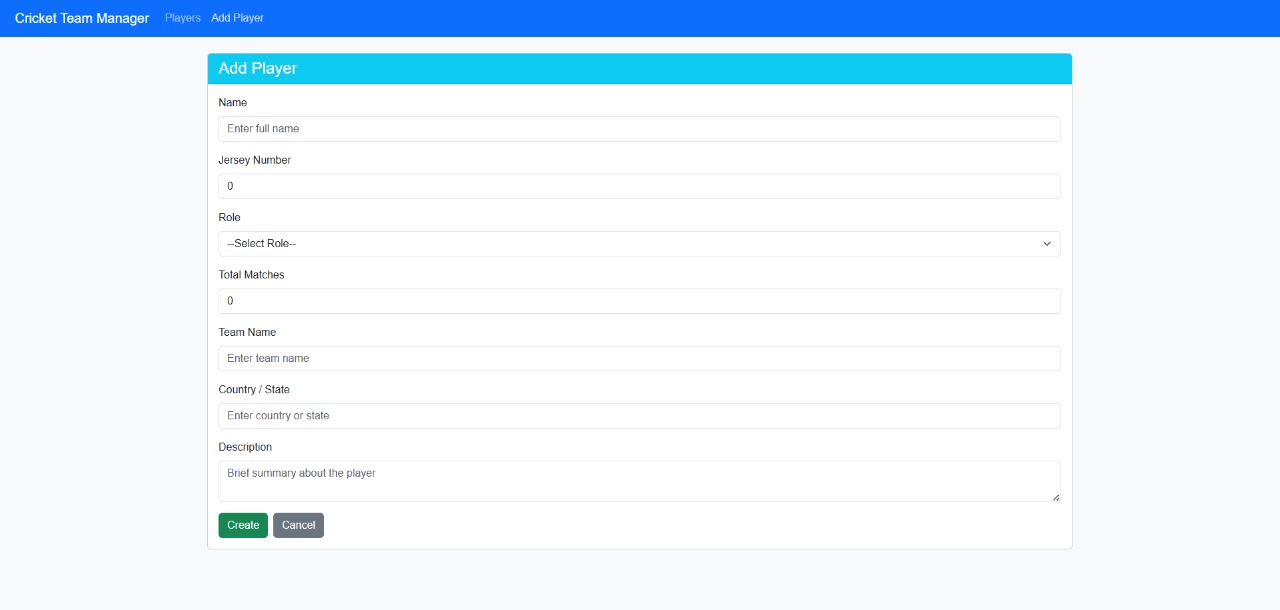 Cricket Team Manager Players Add Player
Add Player
Name
Enter full name
Jersey Number
0
Role
--Select Role--
Total Matches
0
Team Name
Enter team name
Country / State
Enter country or state
Description
Brief summary about the player
Create Cancel